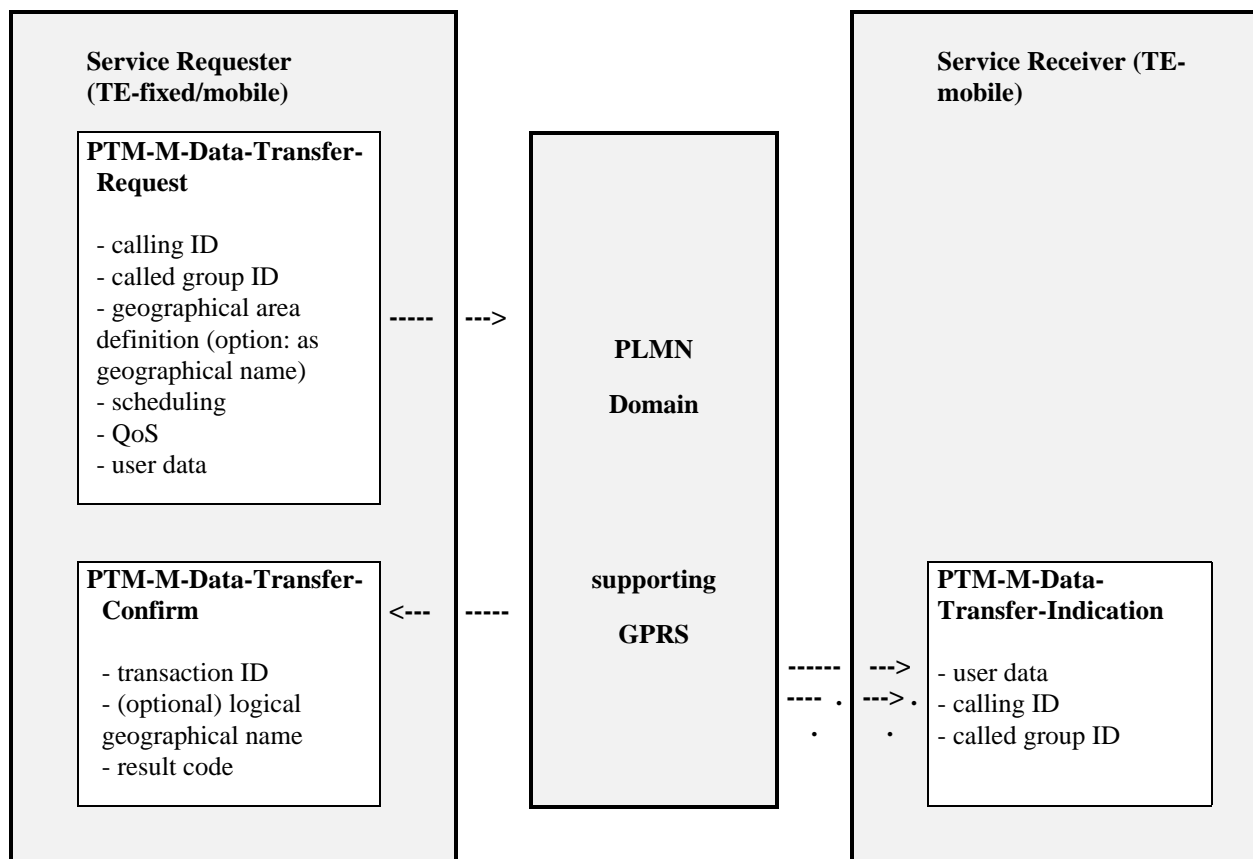 Service Requester
(TE-fixed/mobile)
PTM-M-Data-Transfer-
Request
- calling ID
- called group ID
- geographical area
definition (option: as
geographical name)
- scheduling
- QoS
- user data
----- --->
PTM-M-Data-Transfer-
Confirm
- transaction ID
- (optional) logical
geographical name
- result code
<--- -----
PLMN
Domain
supporting
GPRS
------ --->
---- . --->.
. .
Service Receiver (TE-
mobile)
PTM-M-Data-
Transfer-Indication
- user data
- calling ID
- called group ID